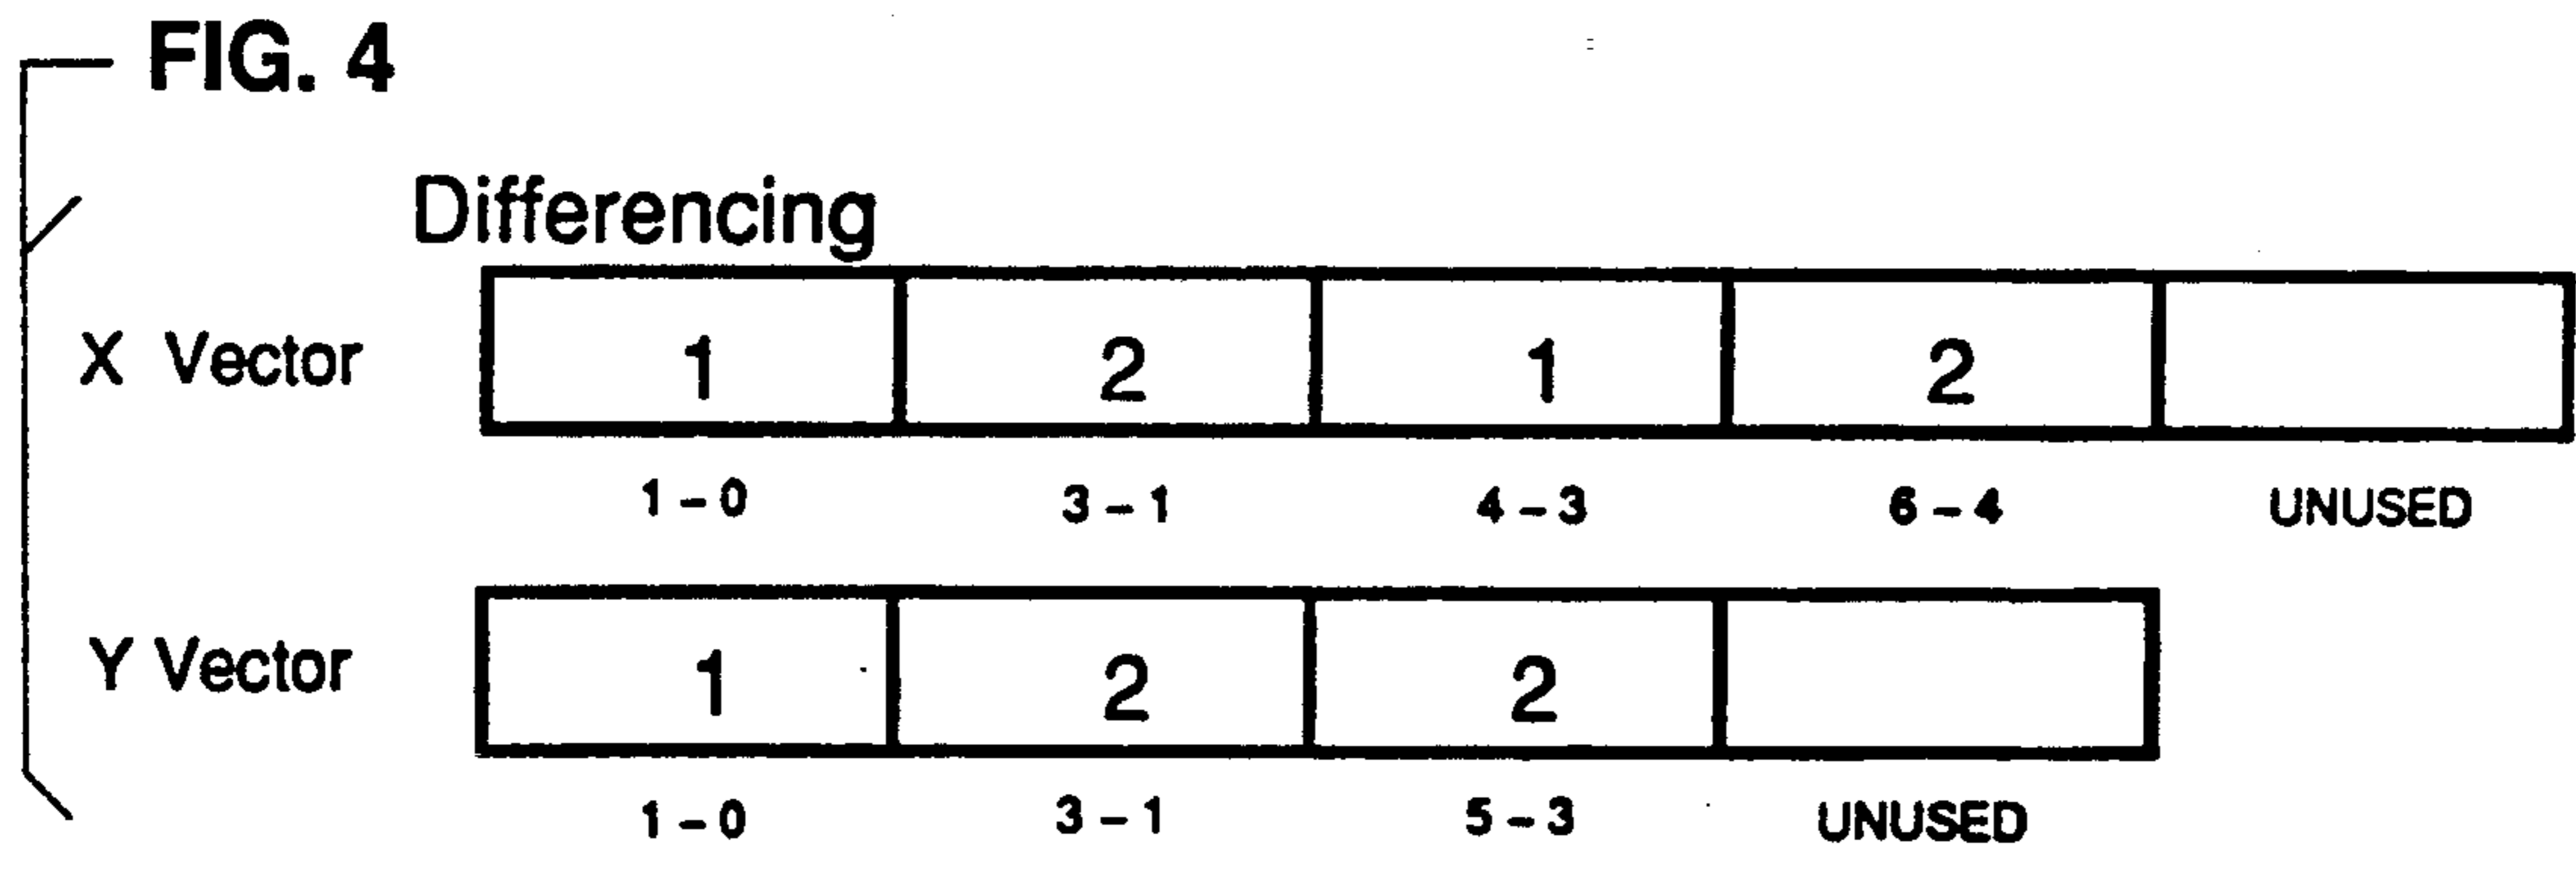 FIG. 4
Differencing
X Vector 1 2 1 2
1 – 0 3 – 1 4 – 3 6 – 4 UNUSED
Y Vector 1 2 2
1 – 0 3 – 1 5 – 3 UNUSED